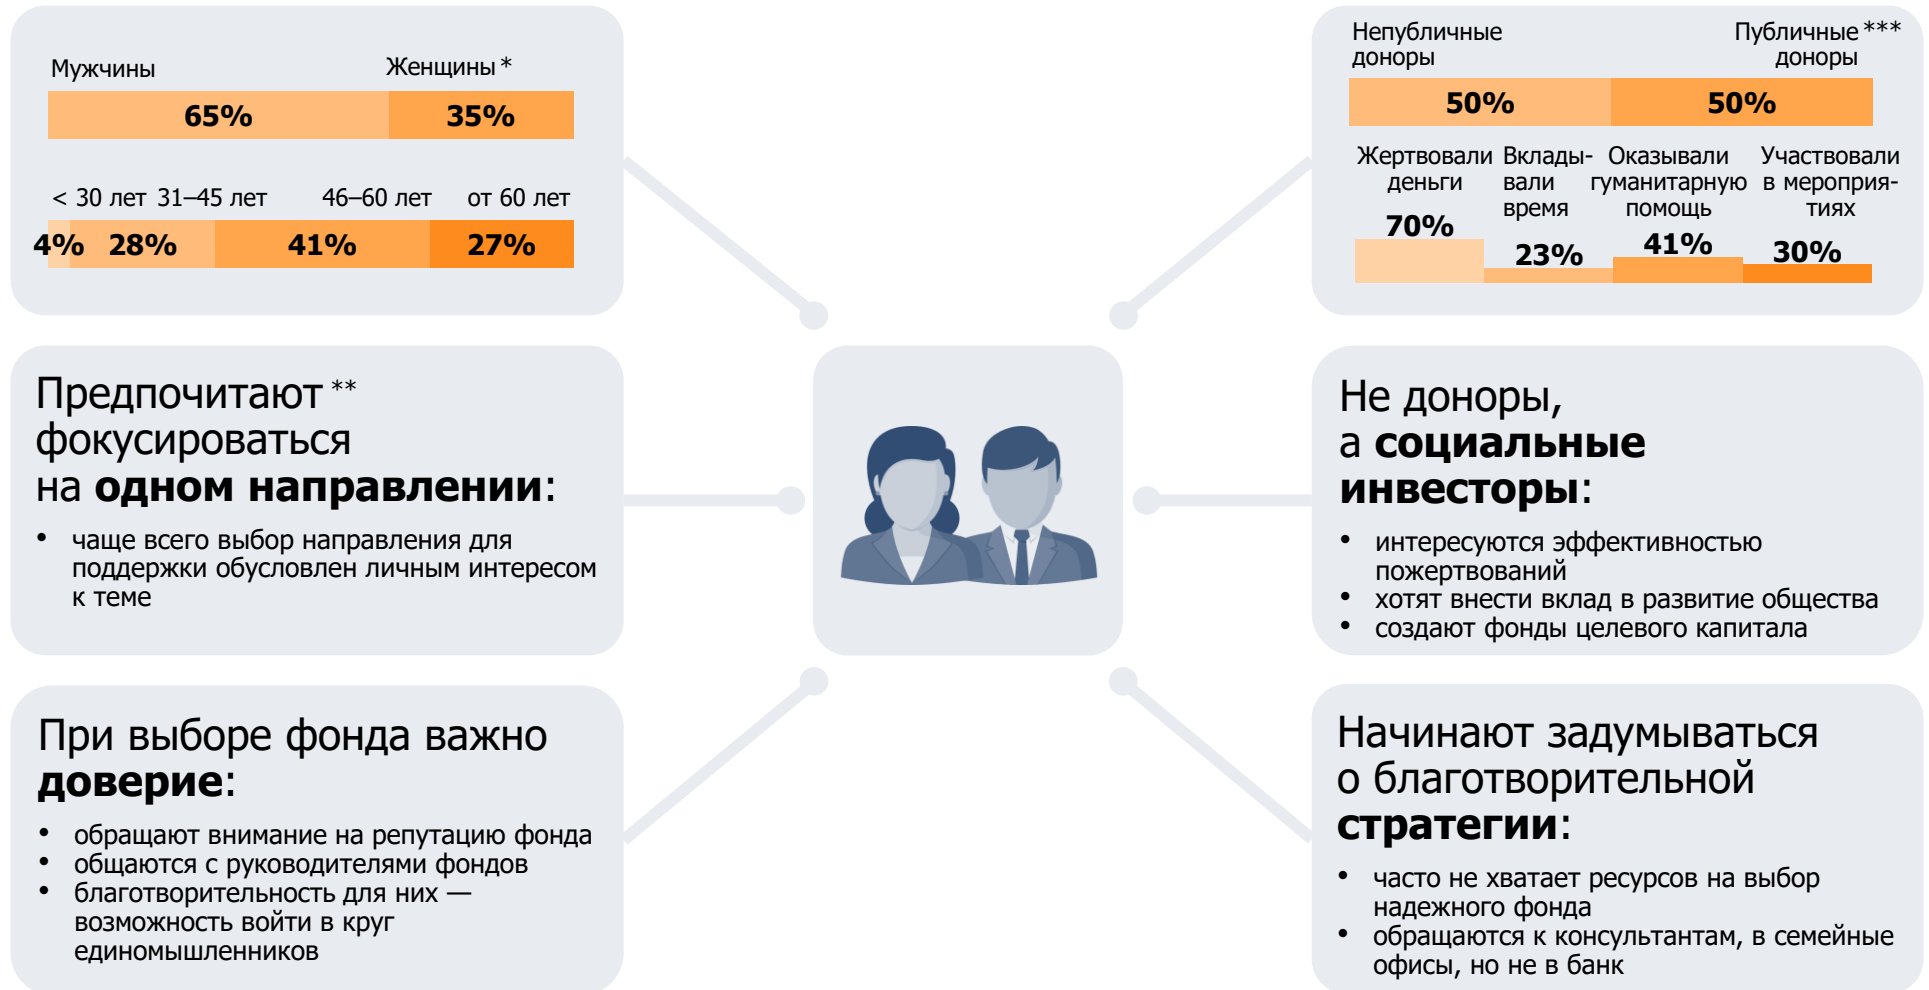 Мужчины
Женщины *
65%
35%
< 30 лет 31–45 лет 46–60 лет от 60 лет
4% 28% 41% 27%
Предпочитают **
фокусироваться
на одном направлении:
• чаще всего выбор направления для
поддержки обусловлен личным интересом
к теме
При выборе фонда важно
доверие:
• обращают внимание на репутацию фонда
• общаются с руководителями фондов
• благотворительность для них —
возможность войти в круг
единомышленников
Непубличные
доноры
Публичные ***
доноры
50%
50%
Жертвовали
деньги
70%
Вклады-
вали
время
23%
Оказывали
гуманитарную
помощь
41%
Участвовали
в мероприя-
тиях
30%
Не доноры,
а социальные
инвесторы:
• интересуются эффективностью
пожертвований
• хотят внести вклад в развитие общества
• создают фонды целевого капитала
Начинают задумываться
о благотворительной
стратегии:
• часто не хватает ресурсов на выбор
надежного фонда
• обращаются к консультантам, в семейные
офисы, но не в банк